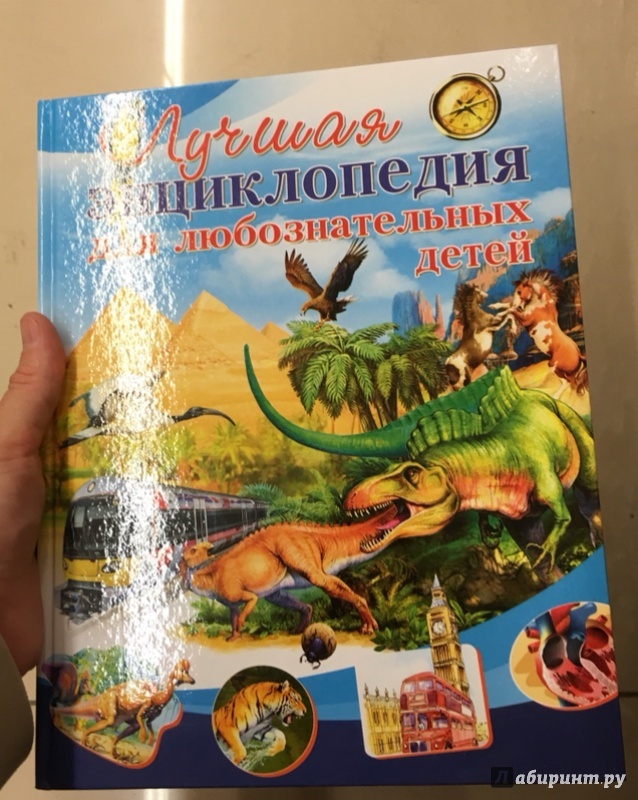 Лучшая
энциклопедия
для любознательных
детей
Лабиринт.ру